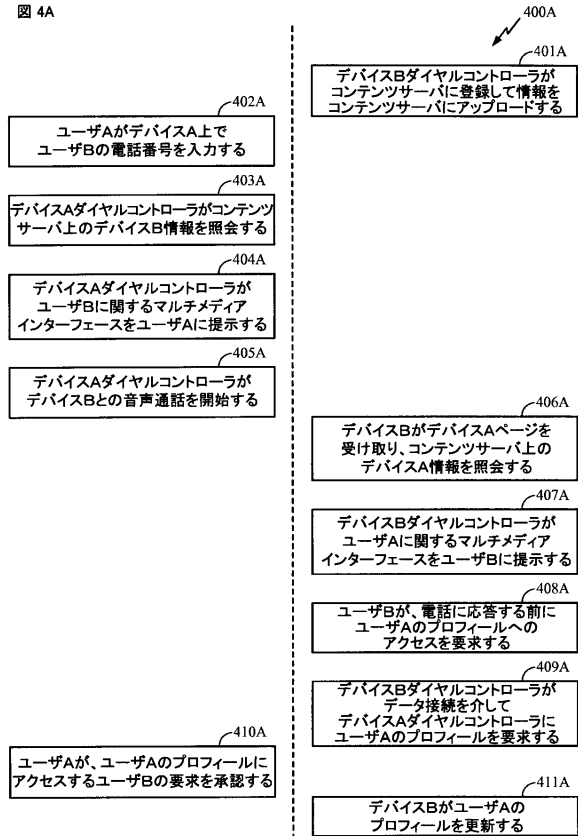 図 4A
400A
401A
デバイスBダイヤルコントローラが
コンテンツサーバに登録して情報を
コンテンツサーバにアップロードする
402A
ユーザAがデバイスA上で
ユーザBの電話番号を入力する
403A
デバイスAダイヤルコントローラがコンテンツ
サーバ上のデバイスB情報を照会する
404A
デバイスAダイヤルコントローラが
ユーザBに関するマルチメディア
インターフェースをユーザAに提示する
405A
デバイスAダイヤルコントローラが
デバイスBとの音声通話を開始する
406A
デバイスBがデバイスAページを
受け取り、コンテンツサーバ上の
デバイスA情報を照会する
407A
デバイスBダイヤルコントローラが
ユーザAに関するマルチメディア
インターフェースをユーザBに提示する
408A
ユーザBが、電話に応答する前に
ユーザAのプロフィールへの
アクセスを要求する
409A
デバイスBダイヤルコントローラが
データ接続を介して
デバイスAダイヤルコントローラに
ユーザAのプロフィールを要求する
410A
ユーザAが、ユーザAのプロフィールに
アクセスするユーザBの要求を承認する
411A
デバイスBがユーザAの
プロフィールを更新する